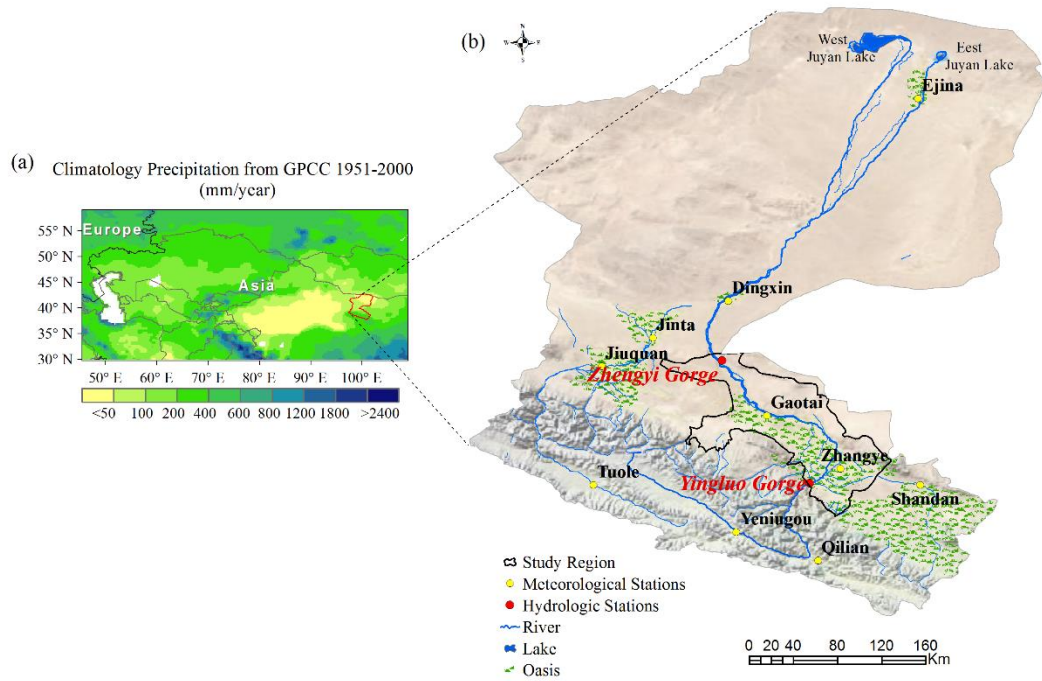 (a)
Climatology Precipitation from GPCC 1951-2000
(mm/year)
Europe
Asia
55° N
50° N
45° N
40° N
35° N
30° N
50° E 60° E 70° E 80° E 90° E 100° E
<50 100 200 400 600 800 1200 1800 >2400
(b)
N
W E
S
West
Juyan Lake
Eest
Juyan Lake
Ejina
Dingxin
Jinta
Jiuquan
Zhengyi Gorge
Gaotai
Zhangye
Tuole
Yingluo Gorge
Shandan
Yeniugou
Qilian
Study Region
Meteorological Stations
Hydrologic Stations
River
Lake
Oasis
0 20 40 80 120 160
Km